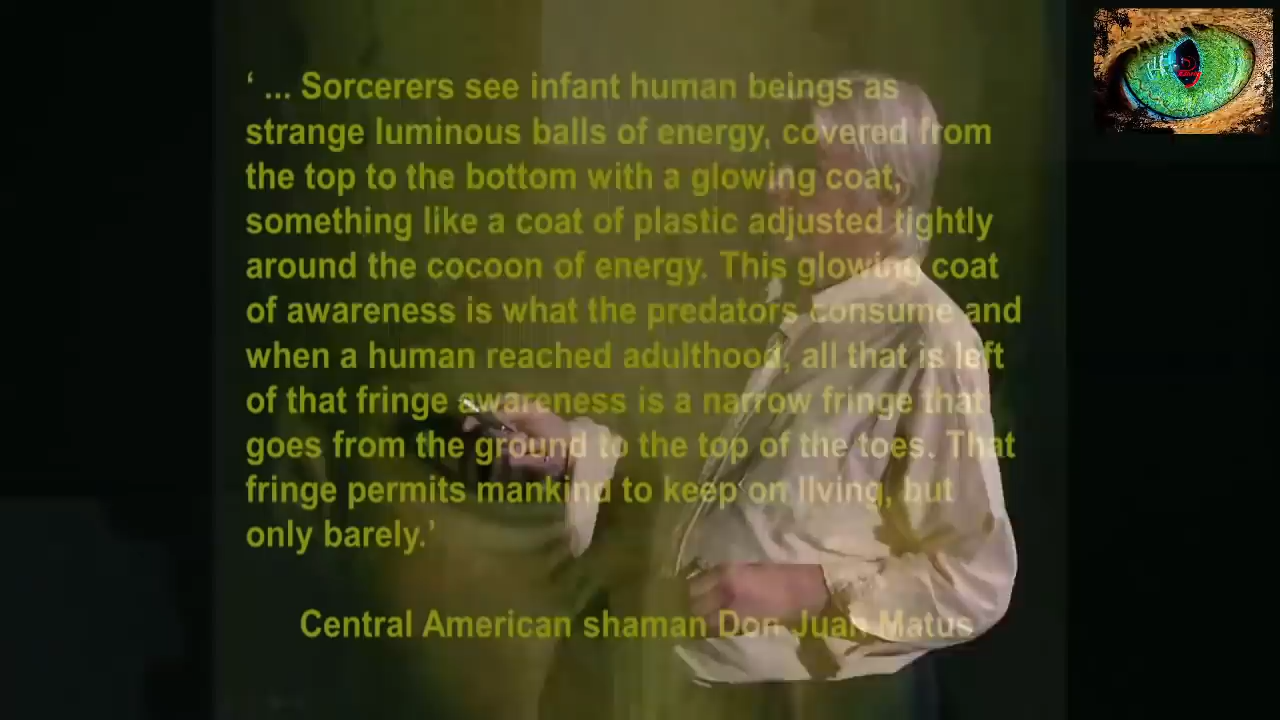 ‘ ... Sorcerers see infant human beings as
strange luminous balls of energy, covered from
the top to the bottom with a glowing coat,
something like a coat of plastic adjusted tightly
around the cocoon of energy. This glowing coat
of awareness is what the predators consume and
when a human reached adulthood, all that is left
of that fringe awareness is a narrow fringe that
goes from the ground to the top of the toes. That
fringe permits mankind to keep on living, but
only barely.’
Central American shaman Don Juan Matus